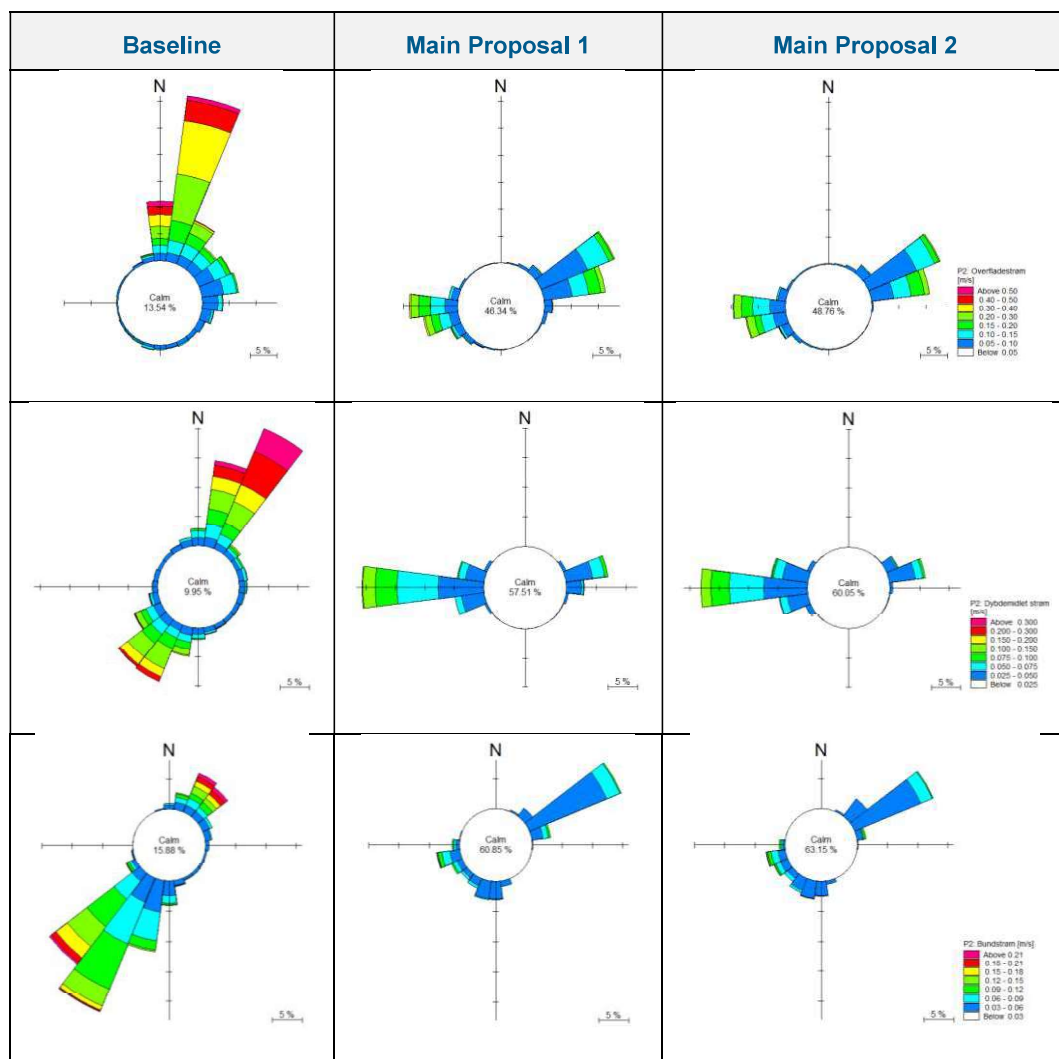 Baseline
Main Proposal 1
Main Proposal 2
N
Calm
13.54 %
5 %
N
Calm
46.34 %
5 %
N
Calm
48.76 %
5 %
P2: Overfladestrøm
[m/s]
Above 0.50
0.40 - 0.50
0.30 - 0.40
0.20 - 0.30
0.15 - 0.20
0.10 - 0.15
0.05 - 0.10
Below 0.05
N
Calm
9.95 %
5 %
N
Calm
57.51 %
5 %
N
Calm
60.05 %
5 %
P2: Dybdemidlet strøm
[m/s]
Above 0.300
0.200 - 0.300
0.150 - 0.200
0.100 - 0.150
0.075 - 0.100
0.050 - 0.075
0.025 - 0.050
Below 0.025
N
Calm
15.88 %
5 %
N
Calm
60.85 %
5 %
N
Calm
63.15 %
5 %
P2: Bundstrøm [m/s]
Above 0.21
0.18 - 0.21
0.15 - 0.18
0.12 - 0.15
0.09 - 0.12
0.06 - 0.09
0.03 - 0.06
Below 0.03